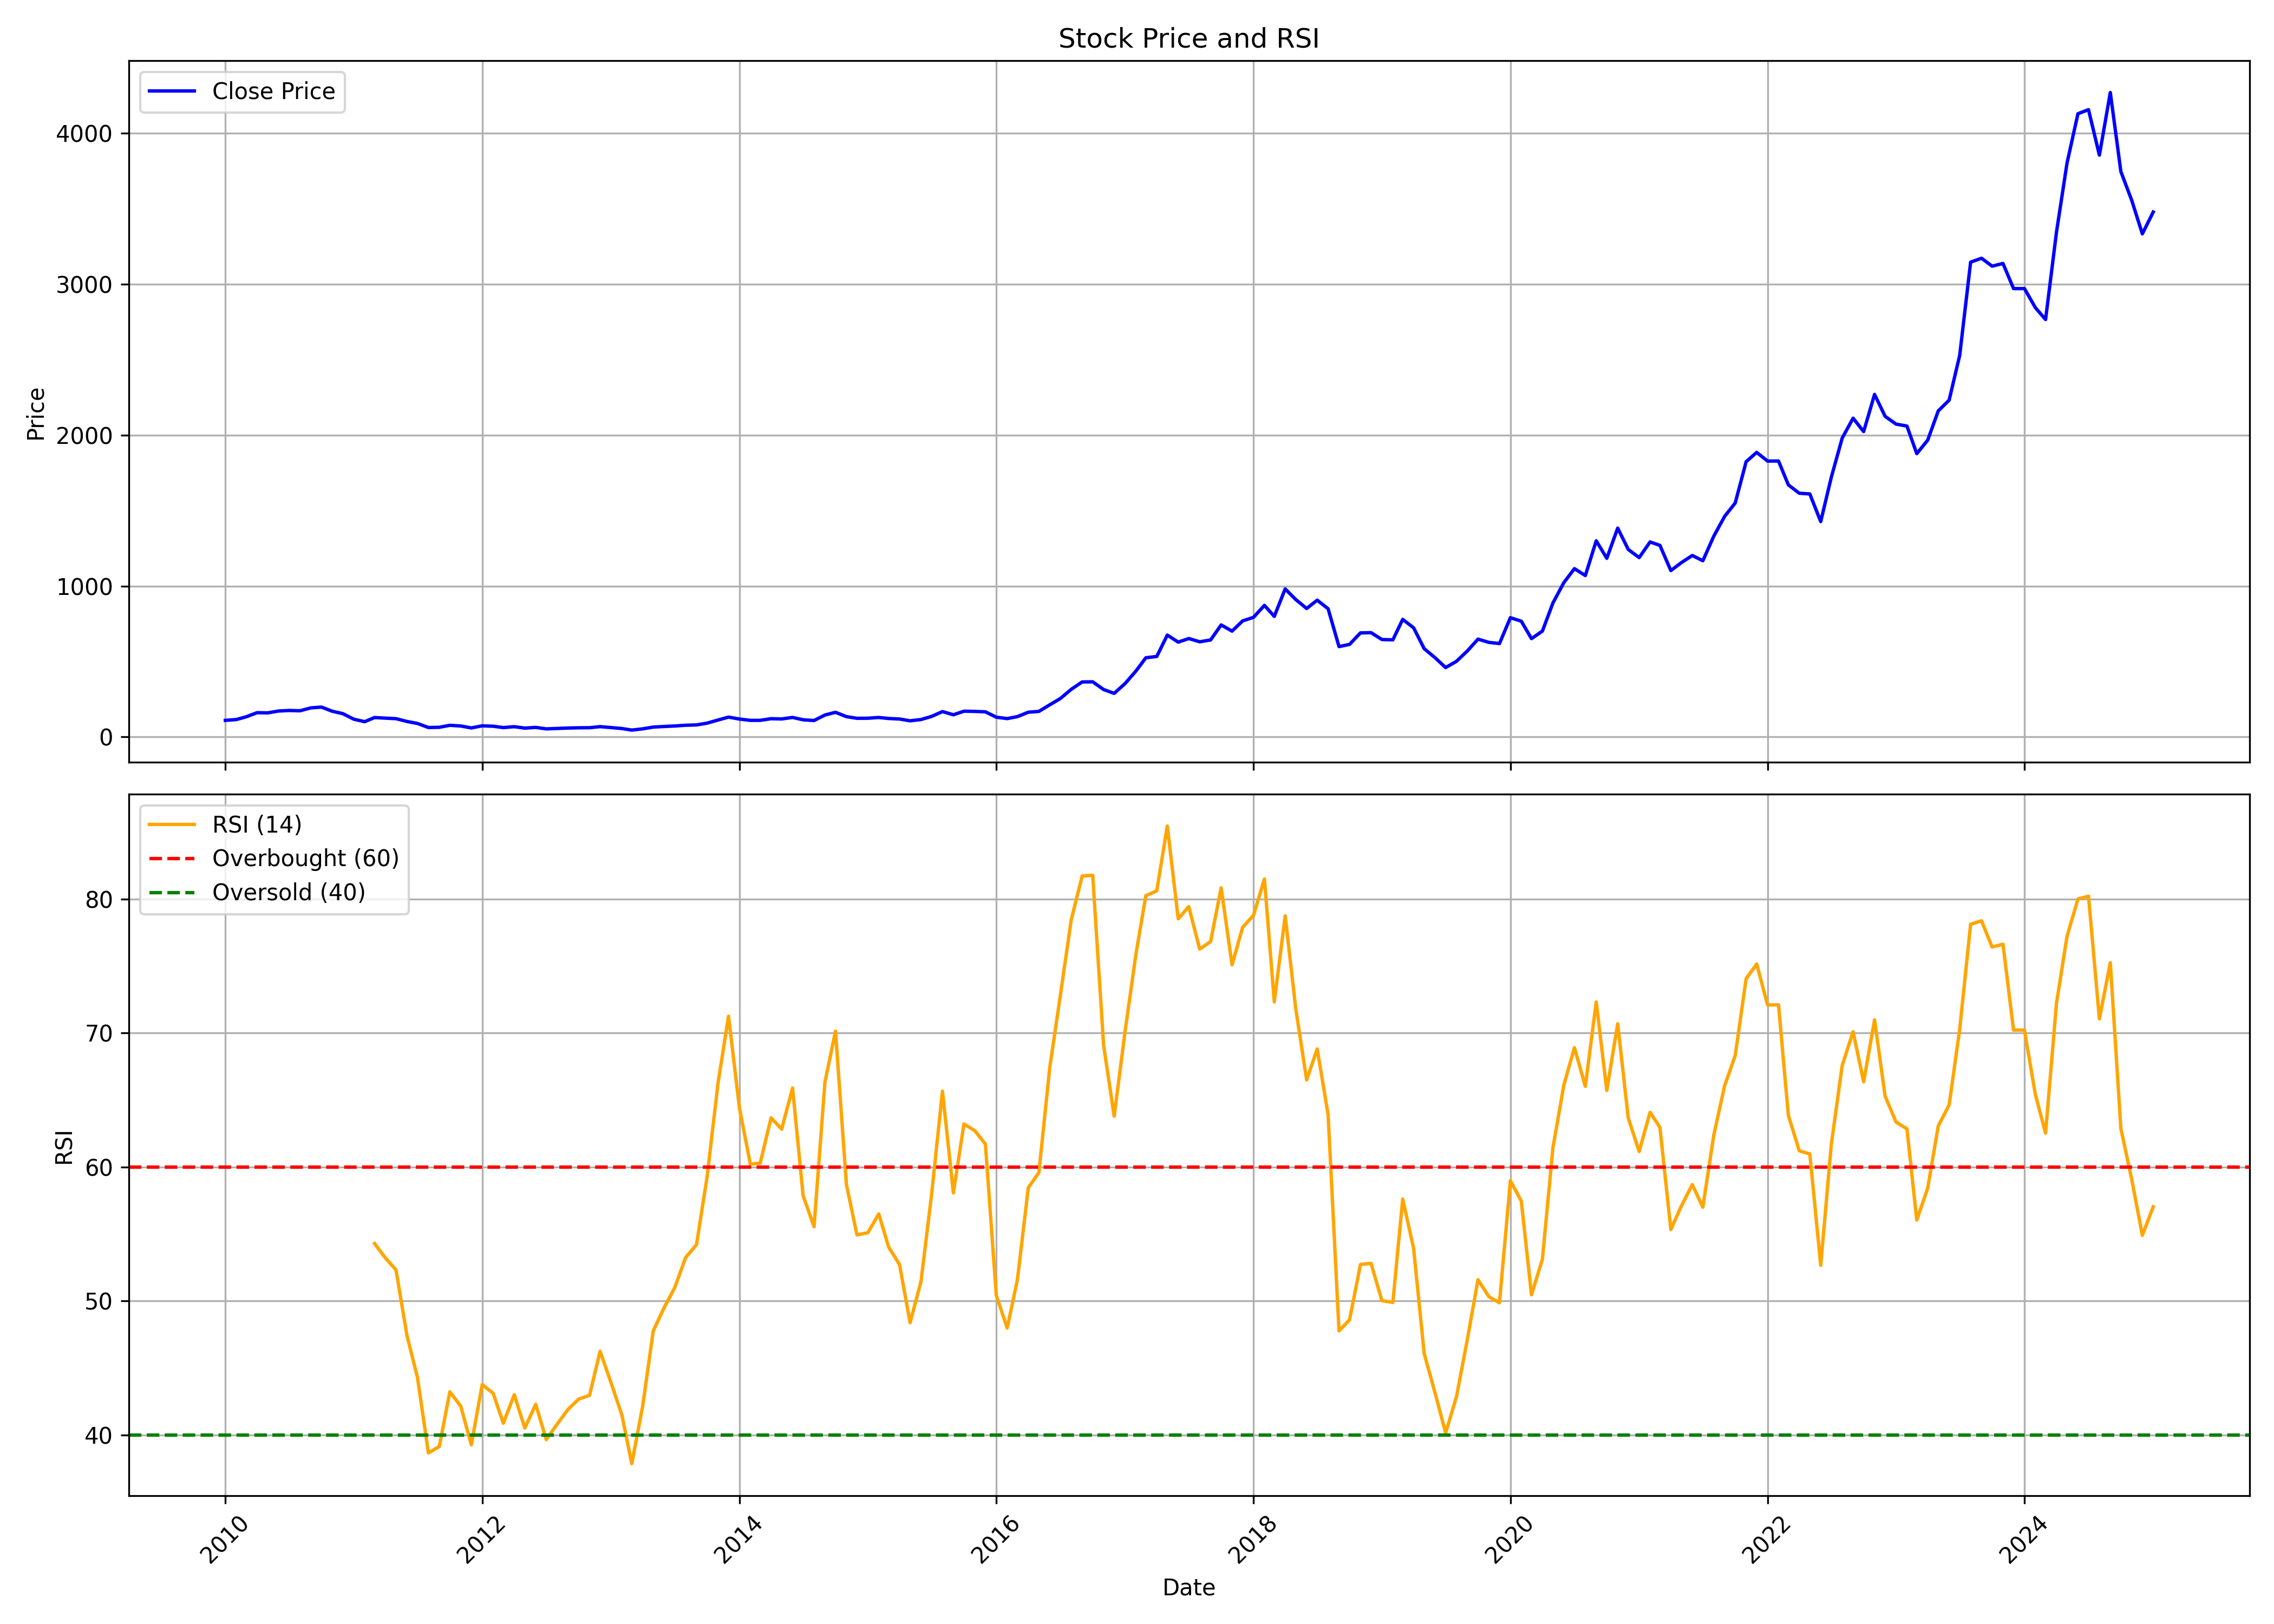 Stock Price and RSI
Close Price
Price
4000
3000
2000
1000
0
RSI (14)
Overbought (60)
Oversold (40)
RSI
80
70
60
50
40
2010
2012
2014
2016
2018
2020
2022
2024
Date